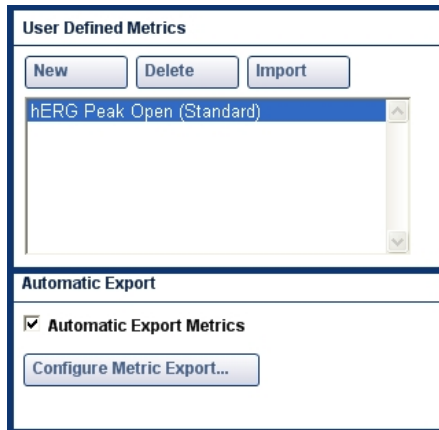 User Defined Metrics
New Delete Import
hERG Peak Open (Standard)
Automatic Export
Automatic Export Metrics
Configure Metric Export...